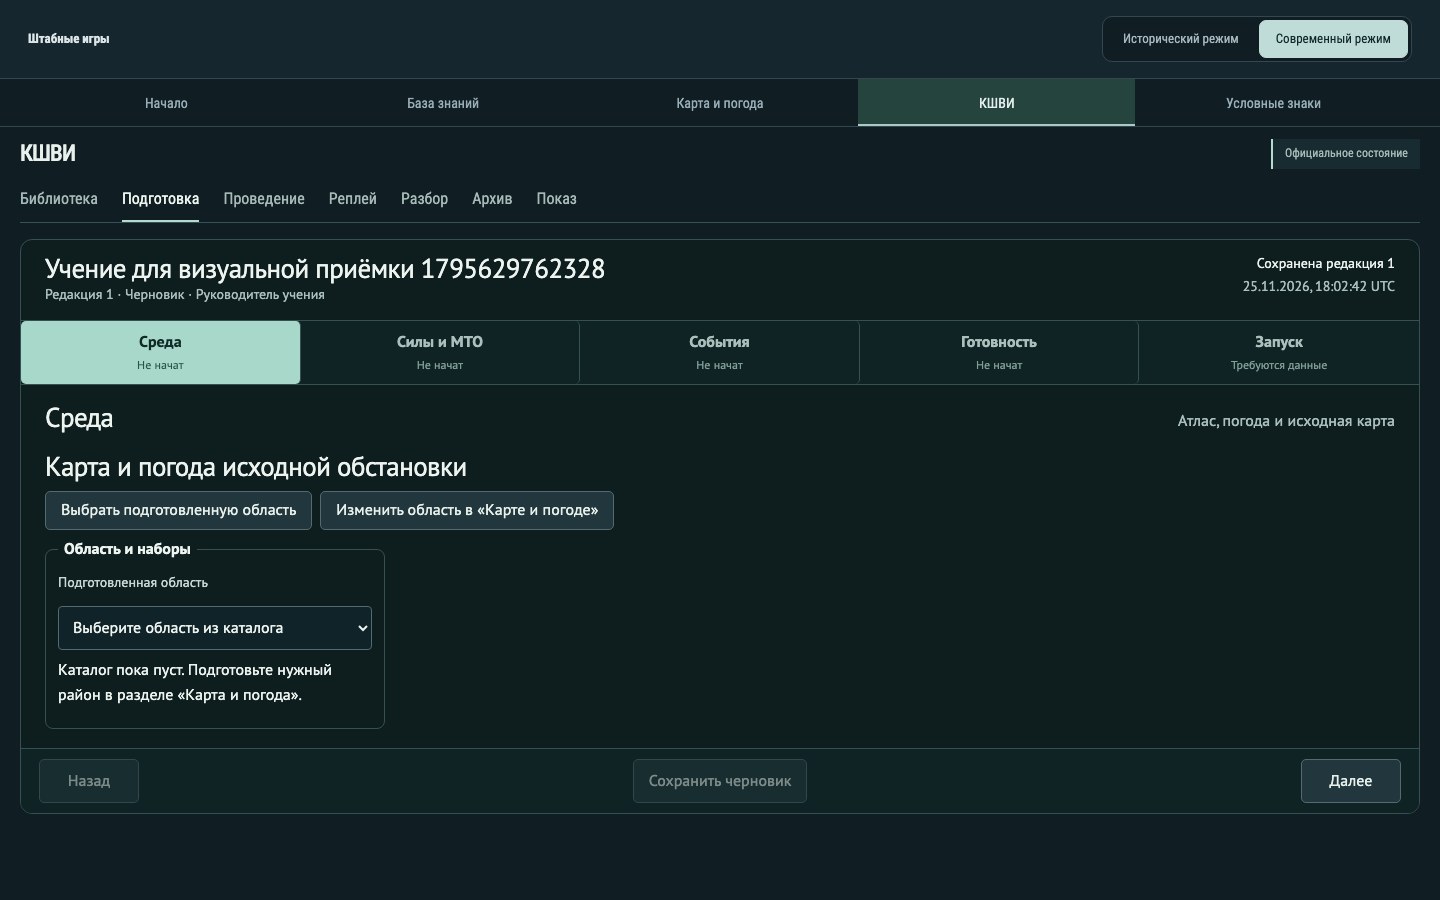 Штабные игры
Исторический режим
Современный режим
Начало
База знаний
Карта и погода
КШВИ
Условные знаки
КШВИ
Официальное состояние
Библиотека
Подготовка
Проведение
Реплей
Разбор
Архив
Показ
Учение для визуальной приёмки 1795629762328
Редакция 1 · Черновик · Руководитель учения
Сохранена редакция 1
25.11.2026, 18:02:42 UTC
Среда
Не начат
Силы и МТО
Не начат
События
Не начат
Готовность
Не начат
Запуск
Требуются данные
Среда
Атлас, погода и исходная карта
Карта и погода исходной обстановки
Выбрать подготовленную область
Изменить область в «Карте и погоде»
Область и наборы
Подготовленная область
Выберите область из каталога
Каталог пока пуст. Подготовьте нужный
район в разделе «Карта и погода».
Назад
Сохранить черновик
Далее